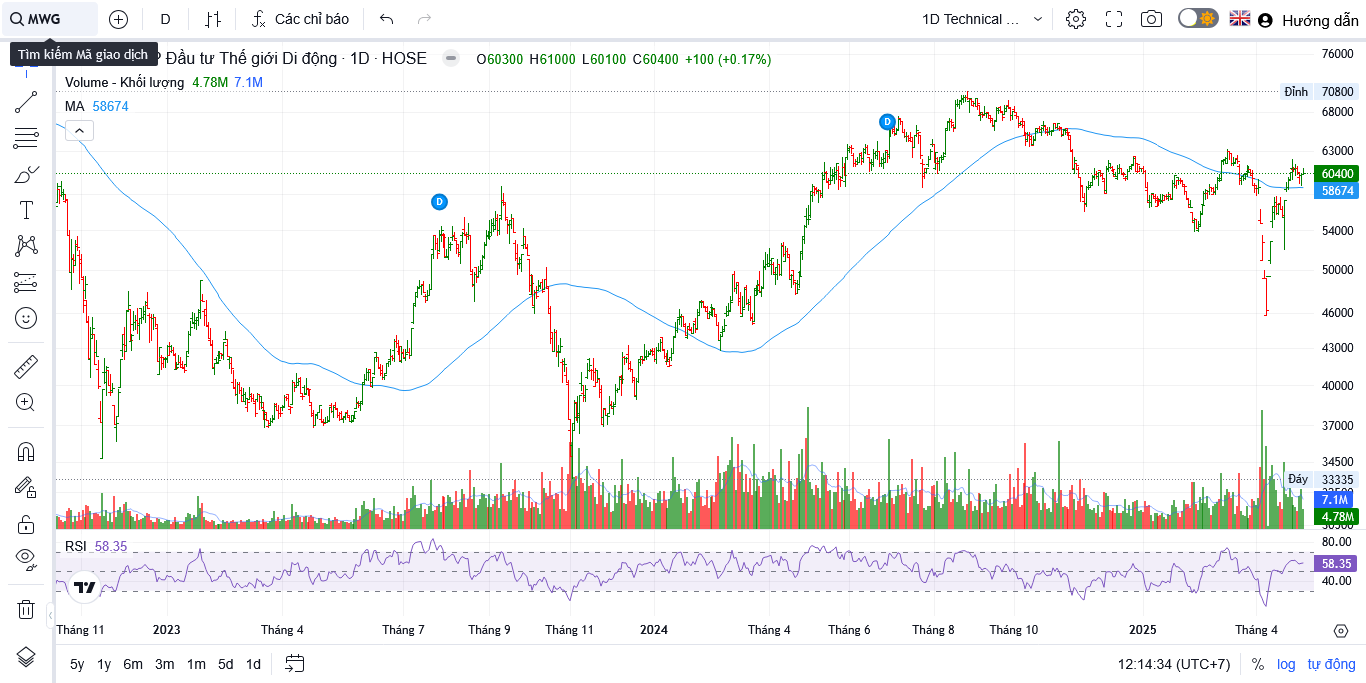 MWG
D
Các chỉ báo
1D Technical ...
Hướng dẫn
Tìm kiếm Mã giao dịch
P Đầu tư Thế giới Di động · 1D · HOSE
O60300 H61000 L60100 C60400 +100 (+0.17%)
Volume - Khối lượng 4.78M 7.1M
MA 58674
D
D
76000
Đỉnh 70800
68000
63000
60400
58674
54000
50000
46000
43000
40000
37000
34500
Đáy 33335
7.1M
4.78M
RSI 58.35
80.00
58.35
40.00
Tháng 11
2023
Tháng 4
Tháng 7
Tháng 9
Tháng 11
2024
Tháng 4
Tháng 6
Tháng 8
Tháng 10
2025
Tháng 4
5y 1y 6m 3m 1m 5d 1d
12:14:34 (UTC+7)
%
log
tự động